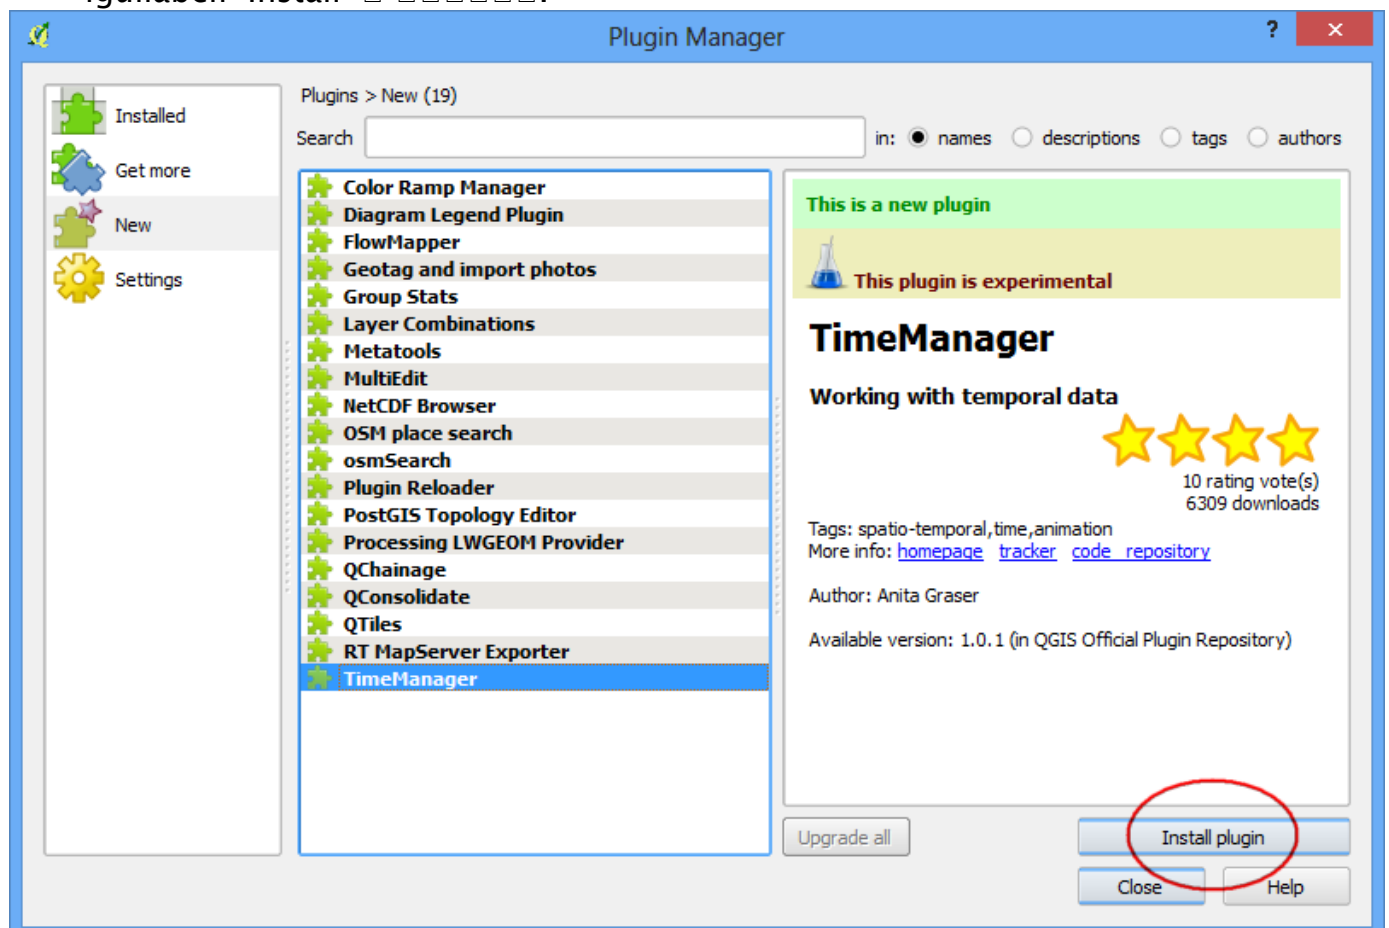 Install
Plugin Manager
?
Installed
Get more
New
Settings
Plugins > New (19)
Search in: names descriptions tags authors
Color Ramp Manager
Diagram Legend Plugin
FlowMapper
Geotag and import photos
Group Stats
Layer Combinations
Metatools
MultiEdit
NetCDF Browser
OSM place search
osmSearch
Plugin Reloader
PostGIS Topology Editor
Processing LWGEOM Provider
QChainage
QConsolidate
QTiles
RT MapServer Exporter
TimeManager
This is a new plugin
This plugin is experimental
TimeManager
Working with temporal data
10 rating vote(s)
6309 downloads
Tags: spatio-temporal,time,animation
More info: homepage tracker code repository
Author: Anita Graser
Available version: 1.0.1 (in QGIS Official Plugin Repository)
Upgrade all
Install plugin
Close
Help